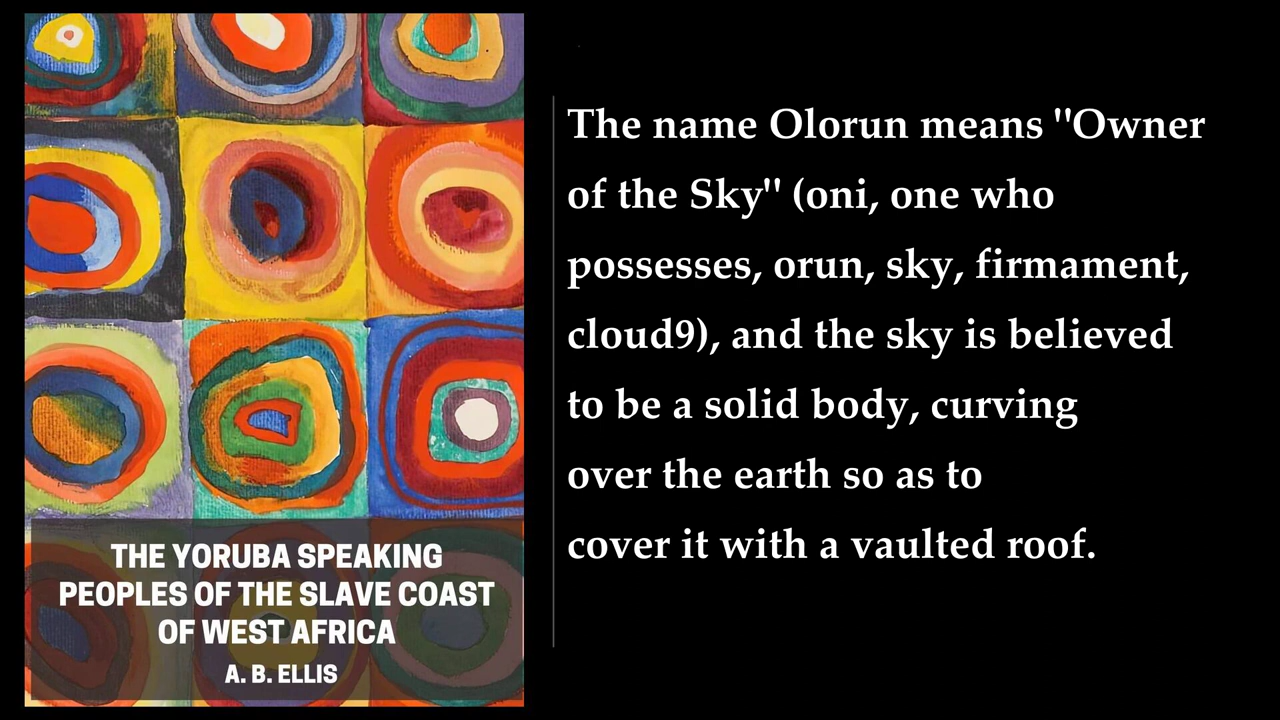 THE YORUBA SPEAKING
PEOPLES OF THE SLAVE COAST
OF WEST AFRICA
A. B. ELLIS
The name Olorun means "Owner
of the Sky" (oni, one who
possesses, orun, sky, firmament,
cloud9), and the sky is believed
to be a solid body, curving
over the earth so as to
cover it with a vaulted roof.